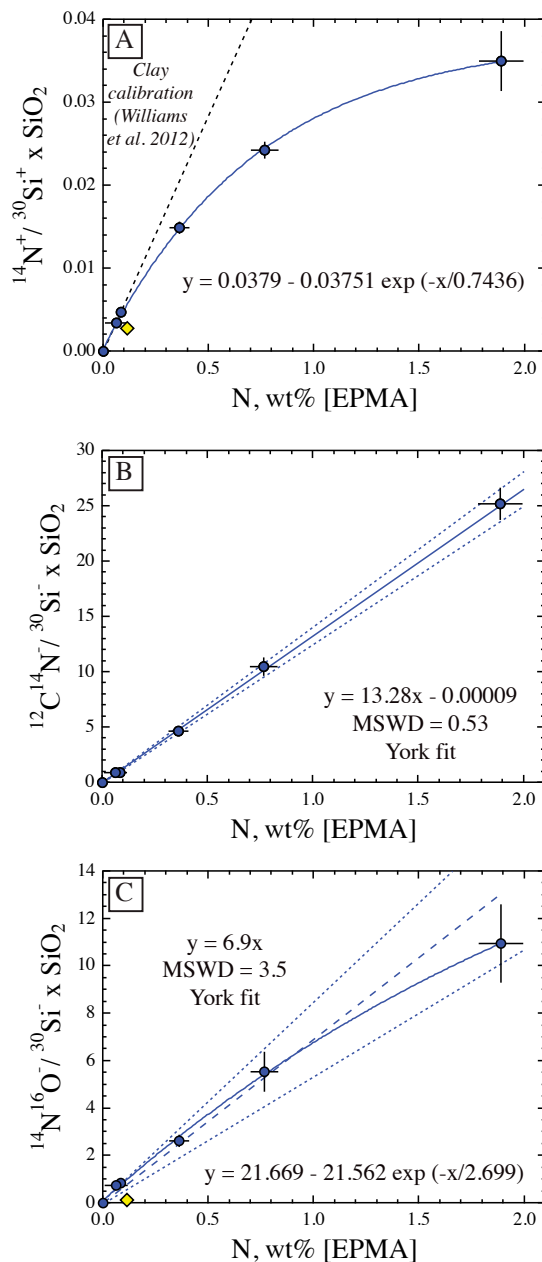 A
0.04
0.03
0.02
0.01
0.00
Clay
calibration
(Williams
et al. 2012)
¹⁴N⁺/ ³⁰Si⁺ x SiO₂
y = 0.0379 - 0.03751 exp (-x/0.7436)
0.0 0.5 1.0 1.5 2.0
N, wt% [EPMA]
B
30
25
20
15
10
5
0
¹²C¹⁴N⁻/ ³⁰Si⁻ x SiO₂
y = 13.28x - 0.00009
MSWD = 0.53
York fit
0.0 0.5 1.0 1.5 2.0
N, wt% [EPMA]
C
14
12
10
8
6
4
2
0
¹⁴N¹⁶O⁻/ ³⁰Si⁻ x SiO₂
y = 6.9x
MSWD = 3.5
York fit
y = 21.669 - 21.562 exp (-x/2.699)
0.0 0.5 1.0 1.5 2.0
N, wt% [EPMA]